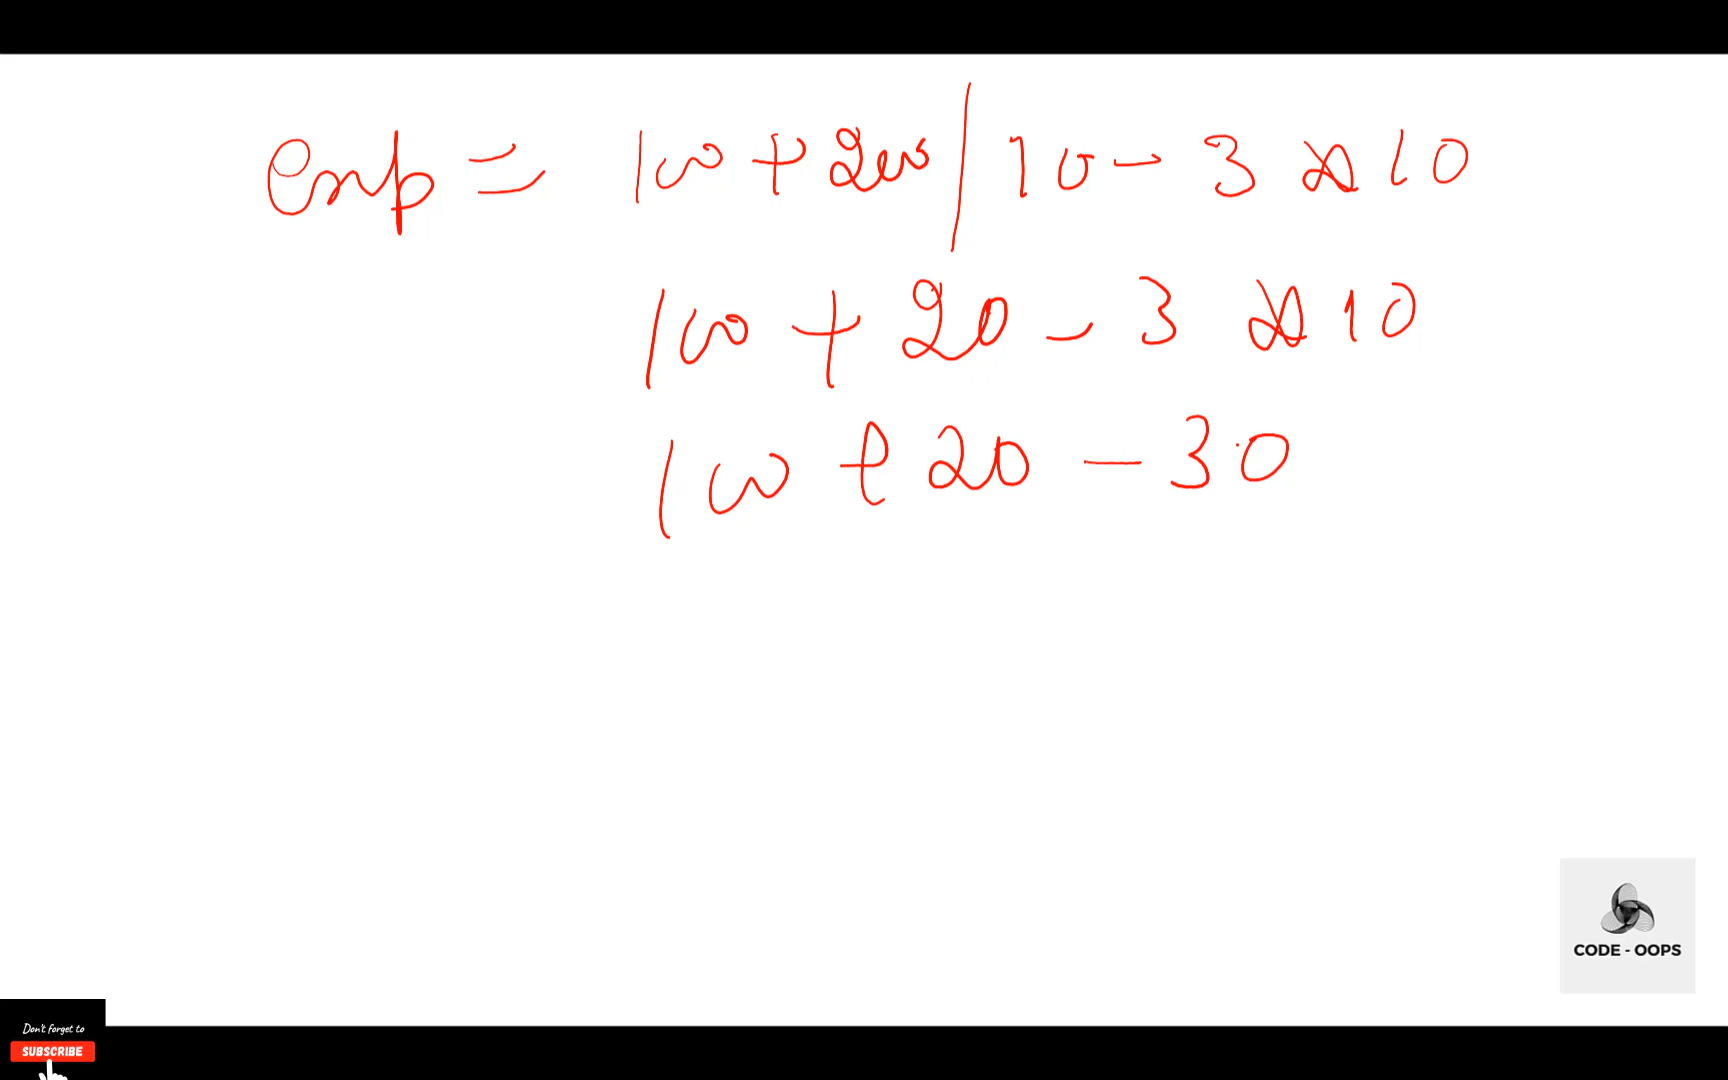 exp = 100 + 200 / 10 - 3 * 10
100 + 20 - 3 * 10
100 + 20 - 30
CODE - OOPS
Don't forget to
SUBSCRIBE